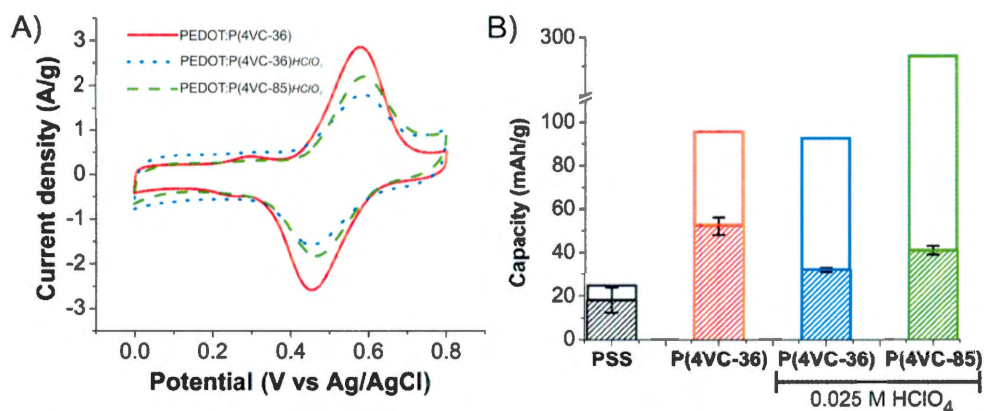 A)
PEDOT:P(4VC-36)
PEDOT:P(4VC-36)HClO,
PEDOT:P(4VC-85)HClO,
3
2
1
0
-1
-2
-3
Current density (A/g)
0.0 0.2 0.4 0.6 0.8
Potential (V vs Ag/AgCl)
B)
300
100
80
60
40
20
0
Capacity (mAh/g)
PSS P(4VC-36) P(4VC-36) P(4VC-85)
0.025 M HClO₄